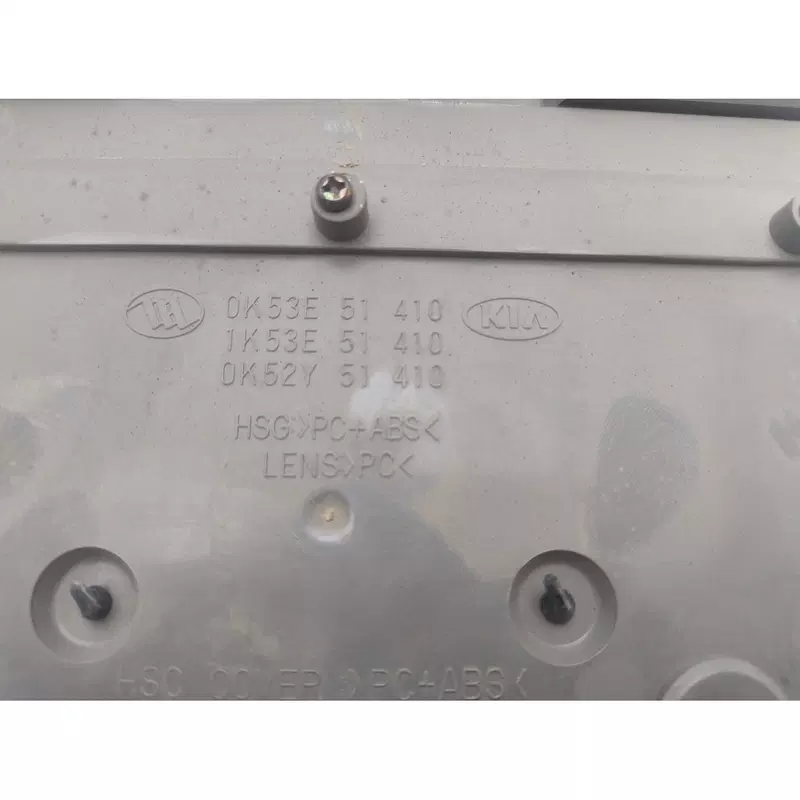 0K53E 51 410 KIA
1K53E 51 410
0K52Y 51 410
HSG>PC+ABS<
LENS>PC<
HSG COVER >PC+ABS<